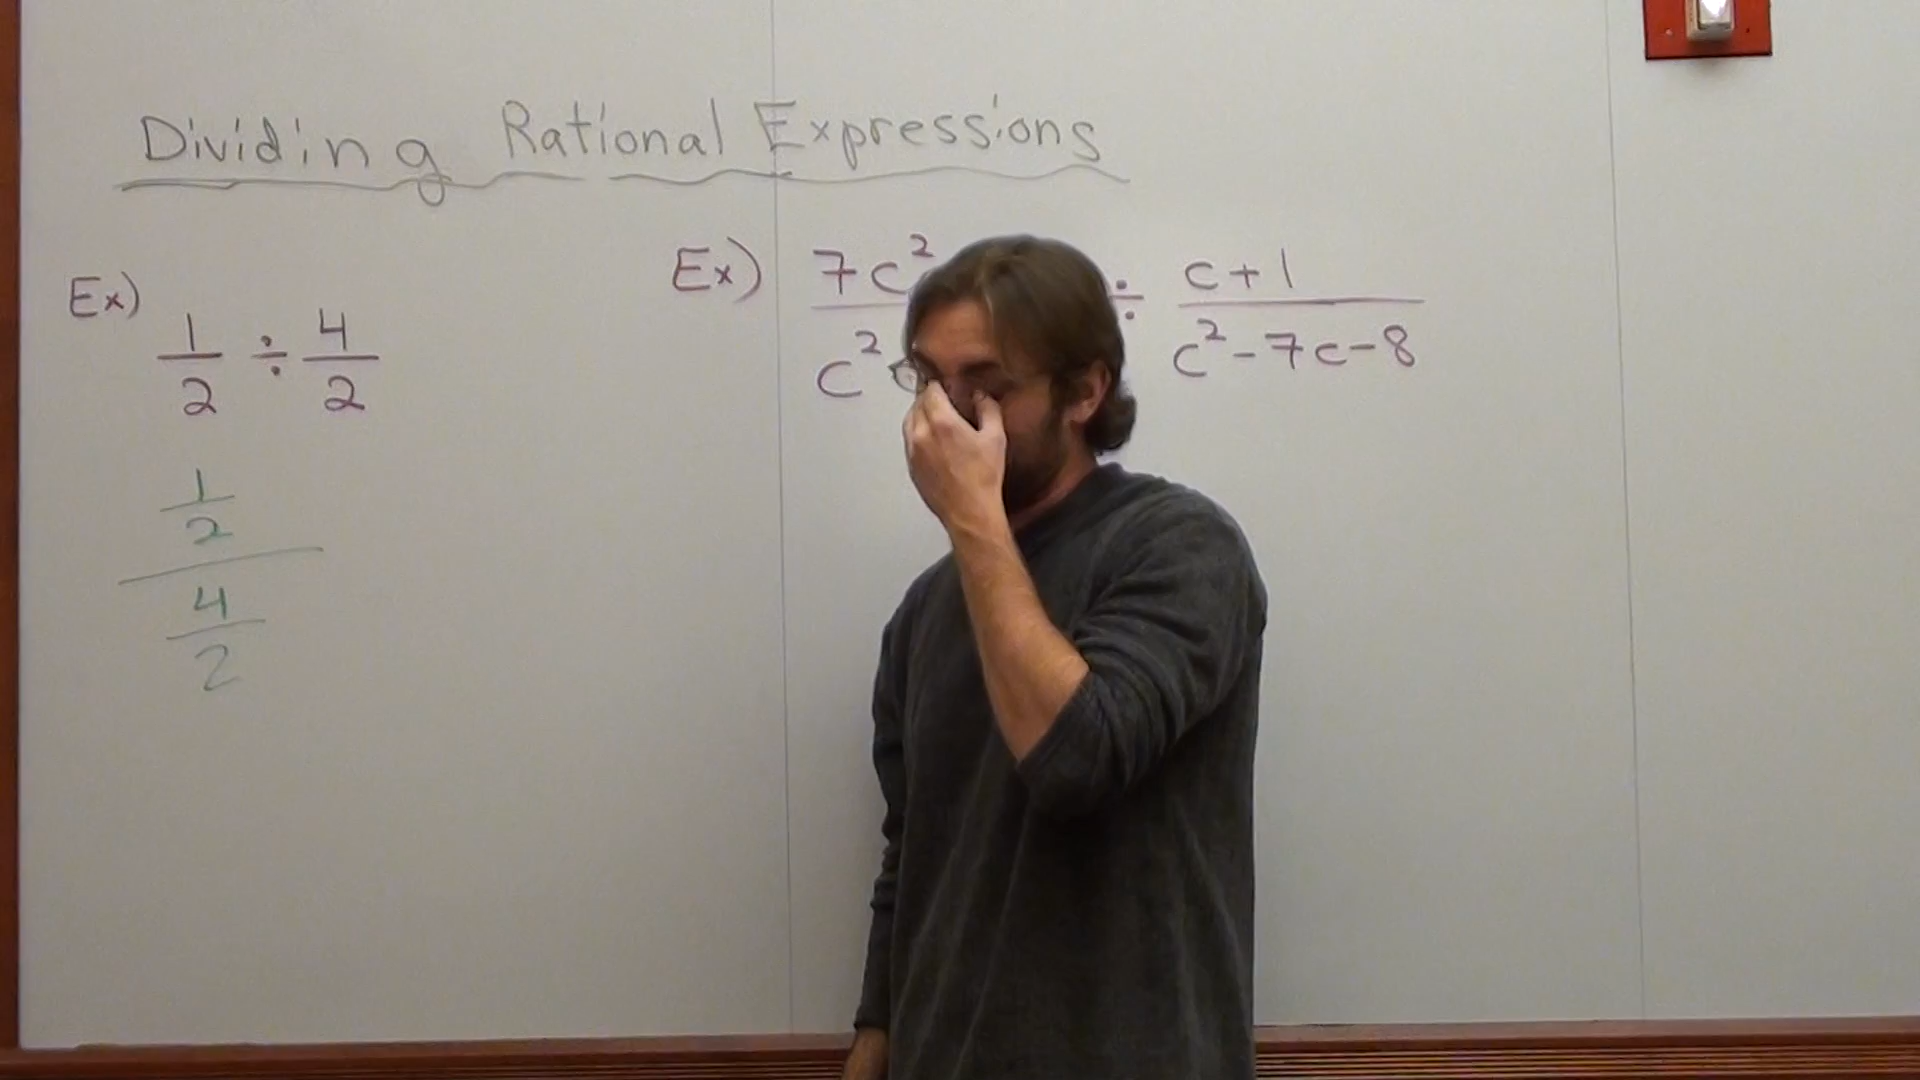 Dividing Rational Expressions
Ex) 1/2 ÷ 4/2
1/2
4/2
Ex) 7c² ÷ c+1
c² c²-7c-8